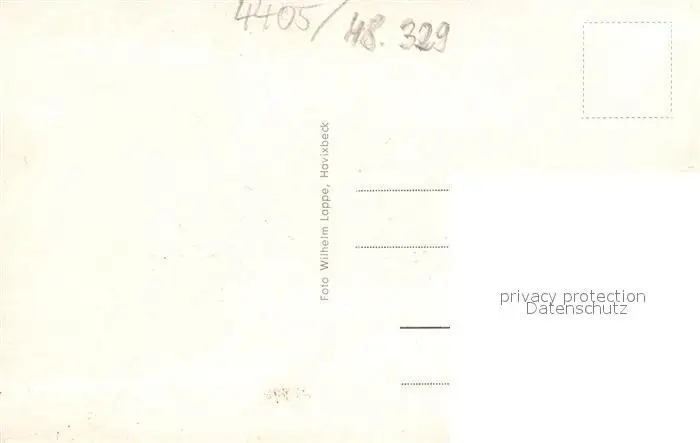 4405/ 48.329
Foto Wilhelm Lappe, Havixbeck
privacy protection
Datenschutz